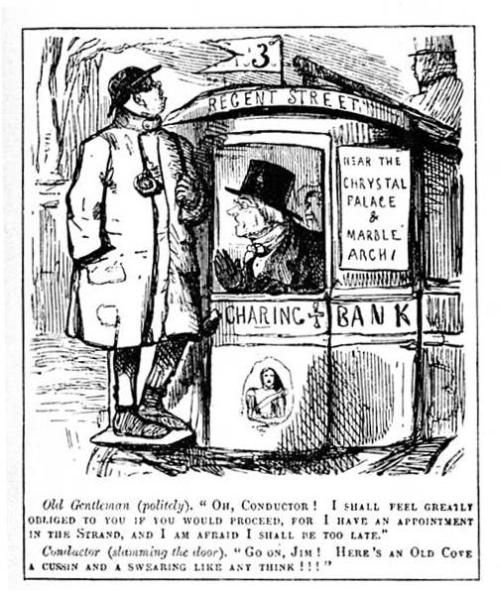 3
REGENT STREET
NEAR THE
CHRYSTAL
PALACE
&
MARBLE
ARCH
CHARING ✝ BANK
Old Gentleman (politely). “ OH, CONDUCTOR ! I SHALL FEEL GREATLY
OBLIGED TO YOU IF YOU WOULD PROCEED, FOR I HAVE AN APPOINTMENT
IN THE STRAND, AND I AM AFRAID I SHALL BE TOO LATE.”
Conductor (slamming the door). “ GO ON, JIM ! HERE'S AN OLD COVE
A CUSSIN AND A SWEARING LIKE ANY THINK ! ! ! ”